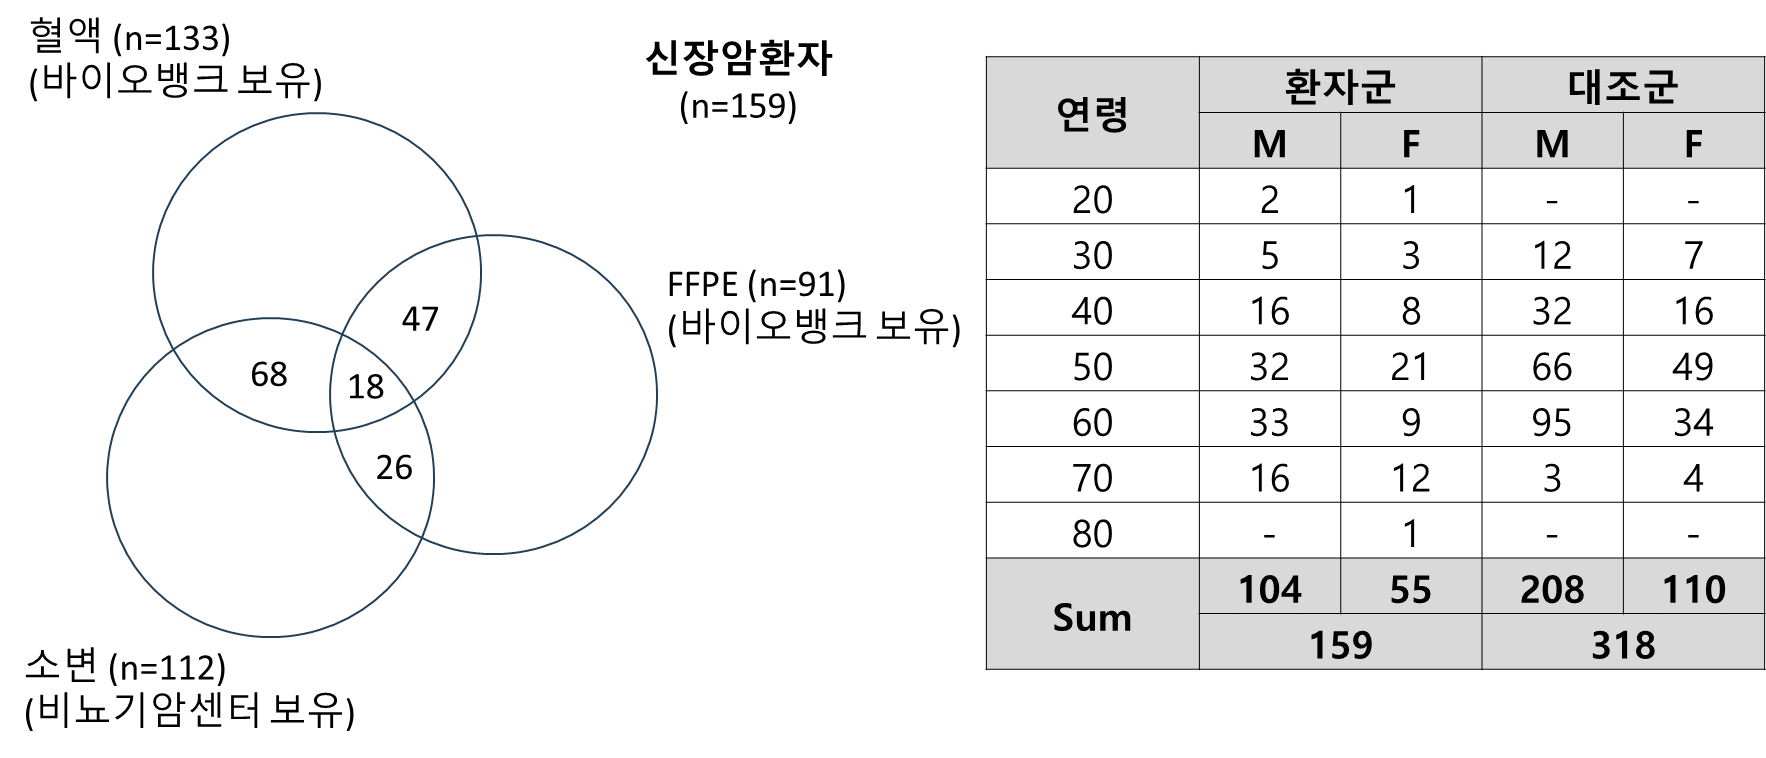 혈액 (n=133)
(바이오뱅크 보유)
신장암환자
(n=159)
FFPE (n=91)
(바이오뱅크 보유)
47
68
18
26
소변 (n=112)
(비뇨기암센터 보유)
연령 환자군 대조군
M F M F
20 2 1 - -
30 5 3 12 7
40 16 8 32 16
50 32 21 66 49
60 33 9 95 34
70 16 12 3 4
80 - 1 - -
Sum 104 55 208 110
159 318